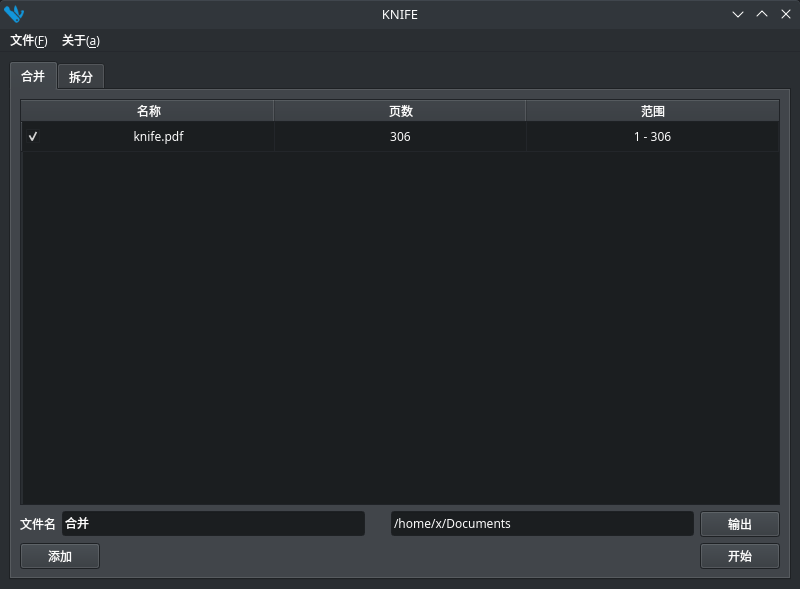 KNIFE
文件(F) 关于(a)
合并 拆分
名称 页数 范围
knife.pdf 306 1 - 306
文件名 合并 /home/x/Documents 输出
添加 开始